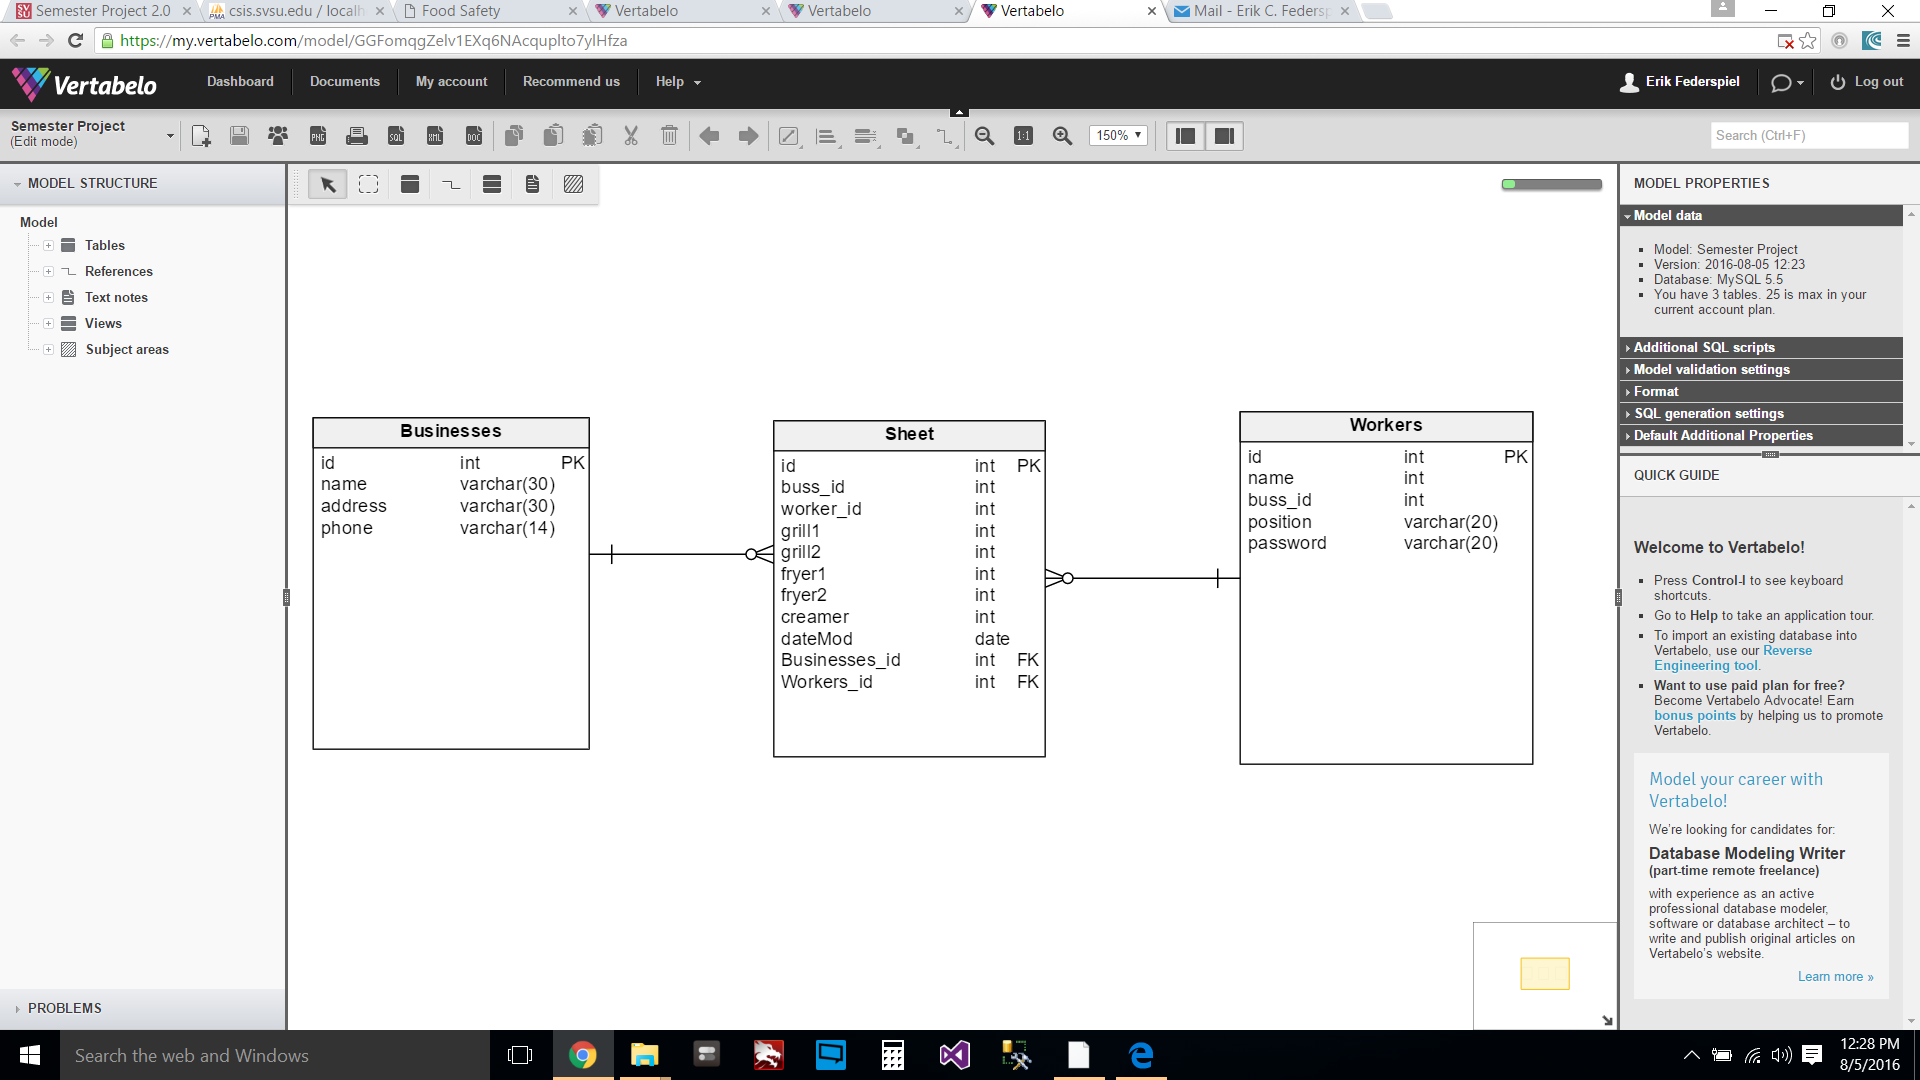 Semester Project 2.0
csis.svsu.edu / localh
Food Safety
Vertabelo
Vertabelo
Vertabelo
Mail - Erik C. Federsp
https://my.vertabelo.com/model/GGFomqgZelv1EXq6NAcquplto7ylHfza
Vertabelo
Dashboard
Documents
My account
Recommend us
Help
Erik Federspiel
Log out
Semester Project
(Edit mode)
PNG
SQL
XML
DOC
1:1
150%
Search (Ctrl+F)
MODEL STRUCTURE
Model
Tables
References
Text notes
Views
Subject areas
PROBLEMS
Businesses
id int PK
name varchar(30)
address varchar(30)
phone varchar(14)
Sheet
id int PK
buss_id int
worker_id int
grill1 int
grill2 int
fryer1 int
fryer2 int
creamer int
dateMod date
Businesses_id int FK
Workers_id int FK
Workers
id int PK
name int
buss_id int
position varchar(20)
password varchar(20)
MODEL PROPERTIES
Model data
Model: Semester Project
Version: 2016-08-05 12:23
Database: MySQL 5.5
You have 3 tables. 25 is max in your
current account plan.
Additional SQL scripts
Model validation settings
Format
SQL generation settings
Default Additional Properties
QUICK GUIDE
Welcome to Vertabelo!
Press Control-I to see keyboard
shortcuts.
Go to Help to take an application tour.
To import an existing database into
Vertabelo, use our Reverse
Engineering tool.
Want to use paid plan for free?
Become Vertabelo Advocate! Earn
bonus points by helping us to promote
Vertabelo.
Model your career with
Vertabelo!
We're looking for candidates for:
Database Modeling Writer
(part-time remote freelance)
with experience as an active
professional database modeler,
software or database architect – to
write and publish original articles on
Vertabelo's website.
Learn more »
Search the web and Windows
12:28 PM
8/5/2016